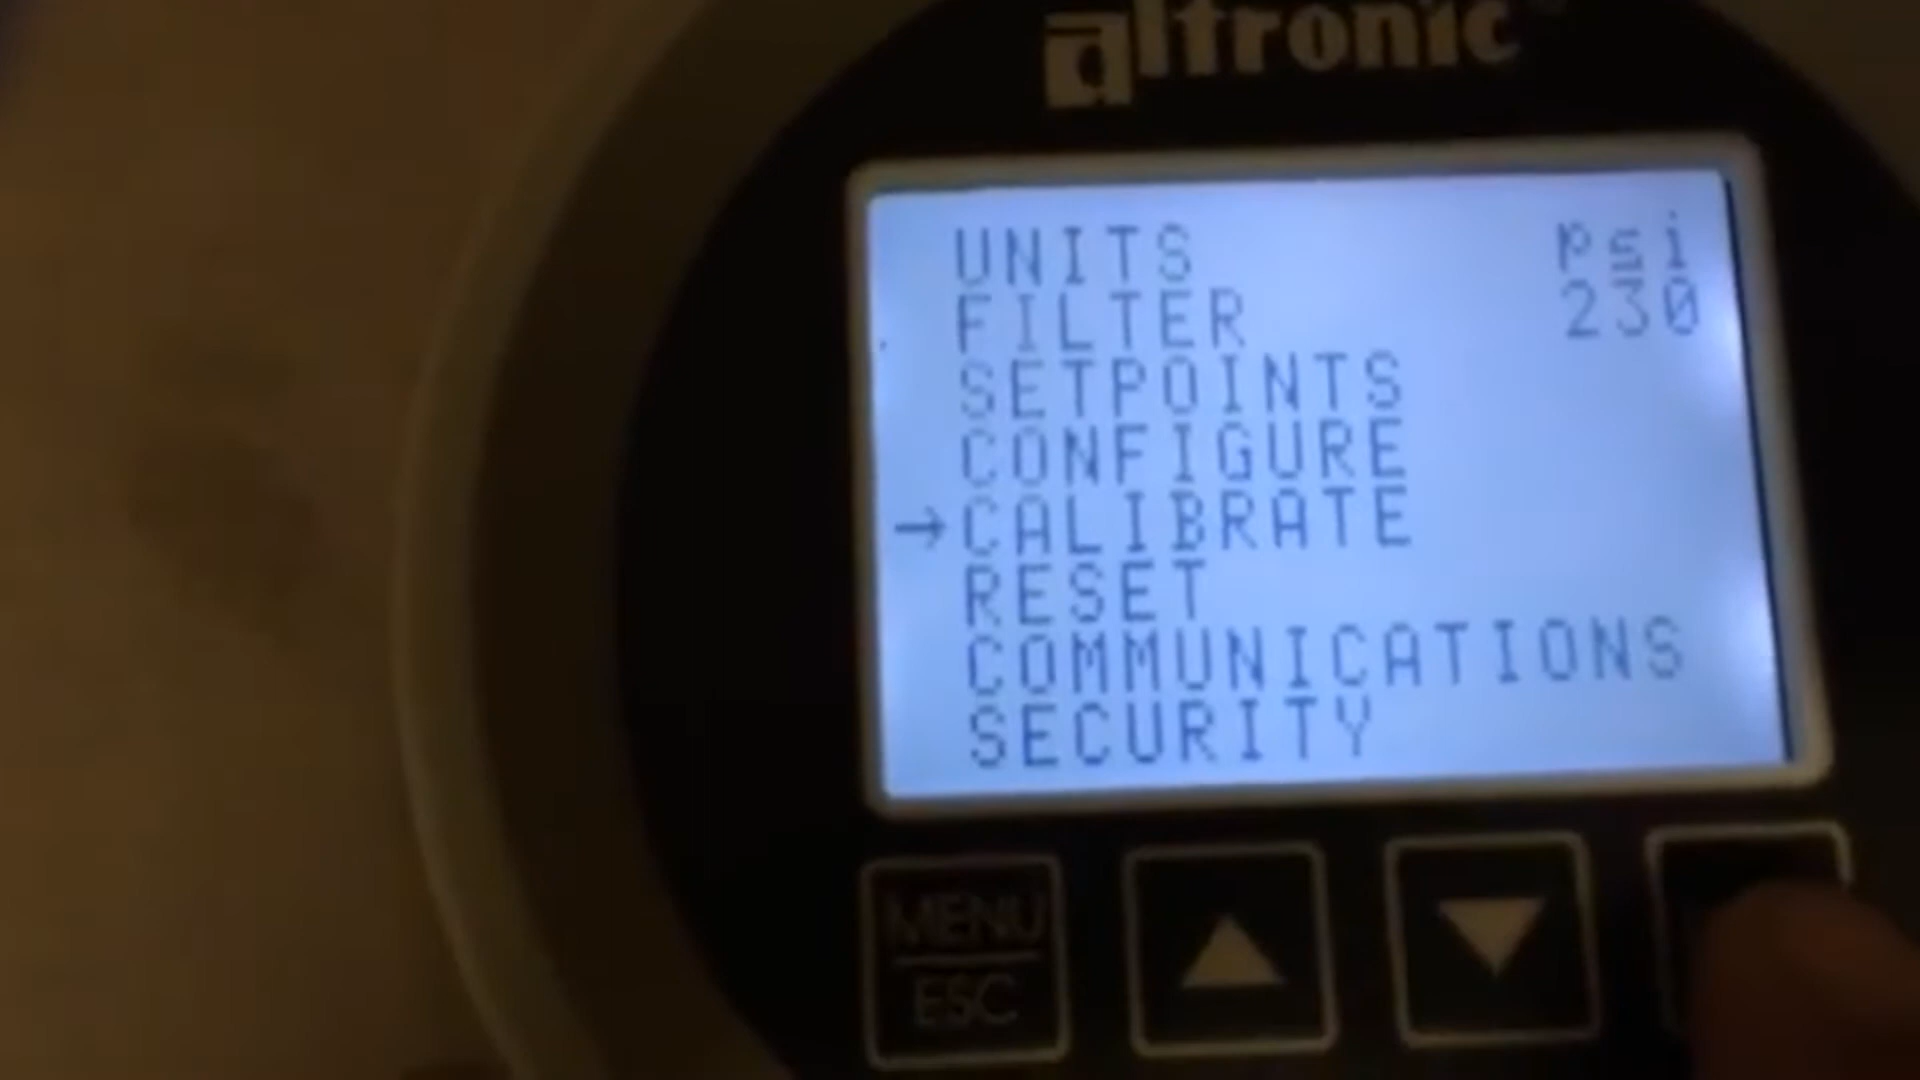 altronic
UNITS psi
FILTER 230
SETPOINTS
CONFIGURE
→CALIBRATE
RESET
COMMUNICATIONS
SECURITY
MENU
ESC